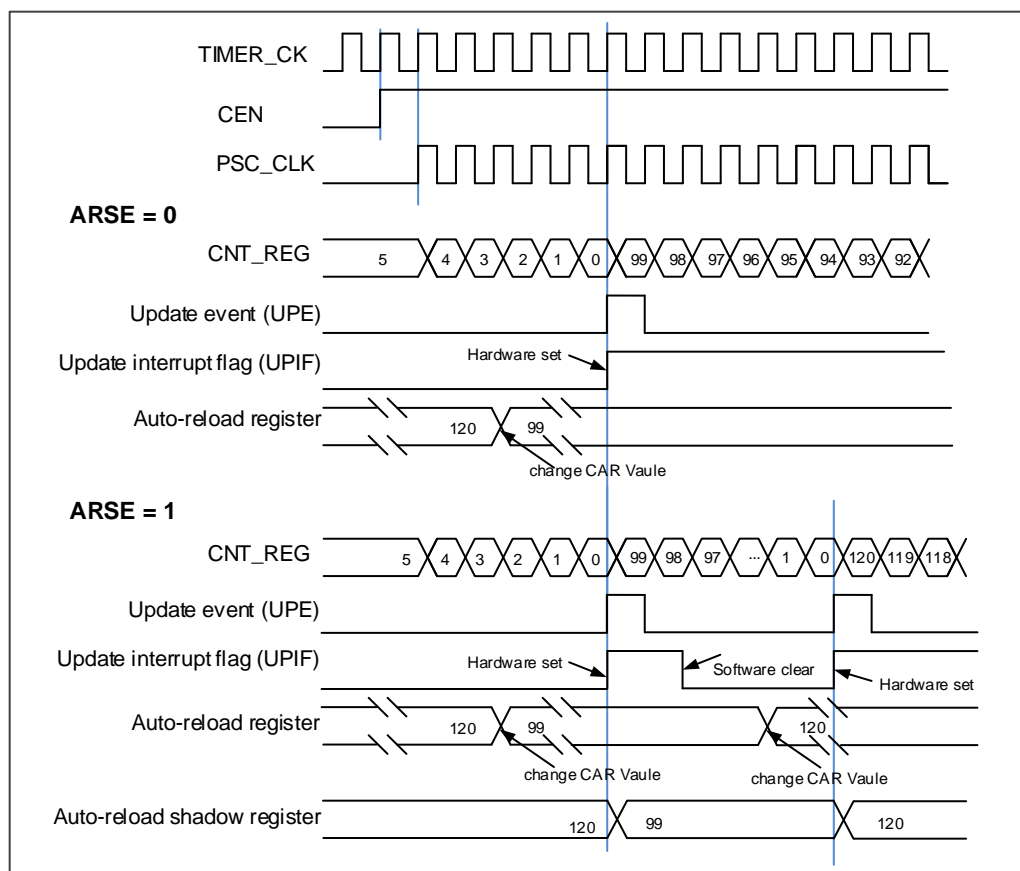 TIMER_CK
CEN
PSC_CLK
ARSE = 0
CNT_REG 5 4 3 2 1 0 99 98 97 96 95 94 93 92
Update event (UPE)
Update interrupt flag (UPIF) Hardware set
Auto-reload register 120 99
change CAR Vaule
ARSE = 1
CNT_REG 5 4 3 2 1 0 99 98 97 ... 1 0 120 119 118
Update event (UPE)
Update interrupt flag (UPIF) Hardware set Software clear Hardware set
Auto-reload register 120 99 120
change CAR Vaule change CAR Vaule
Auto-reload shadow register 120 99 120